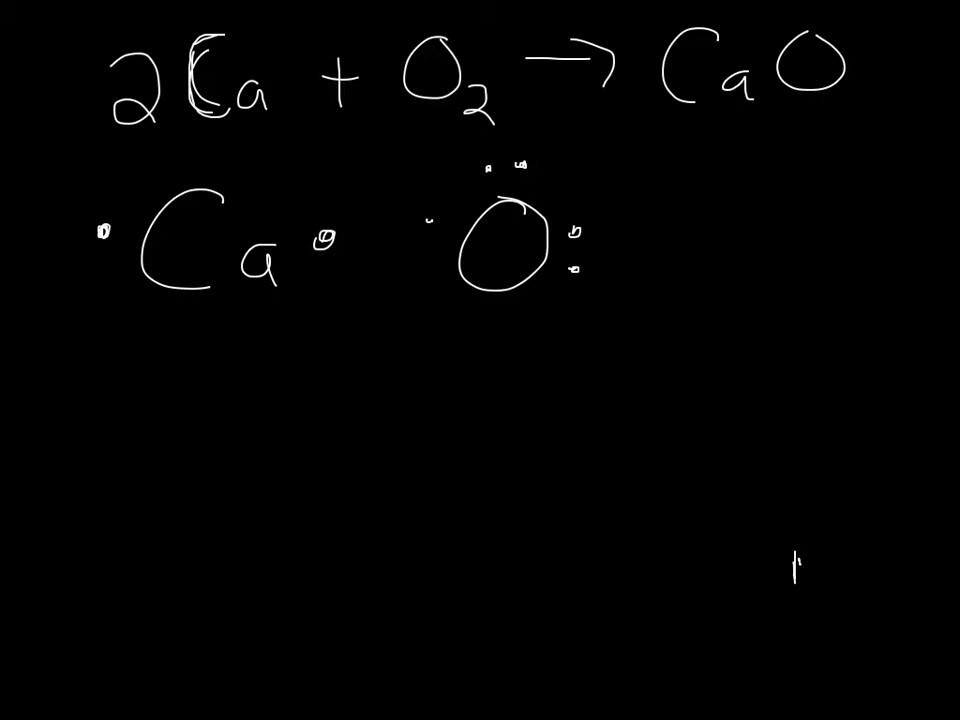 2Ca + O₂ → CaO
Ca O